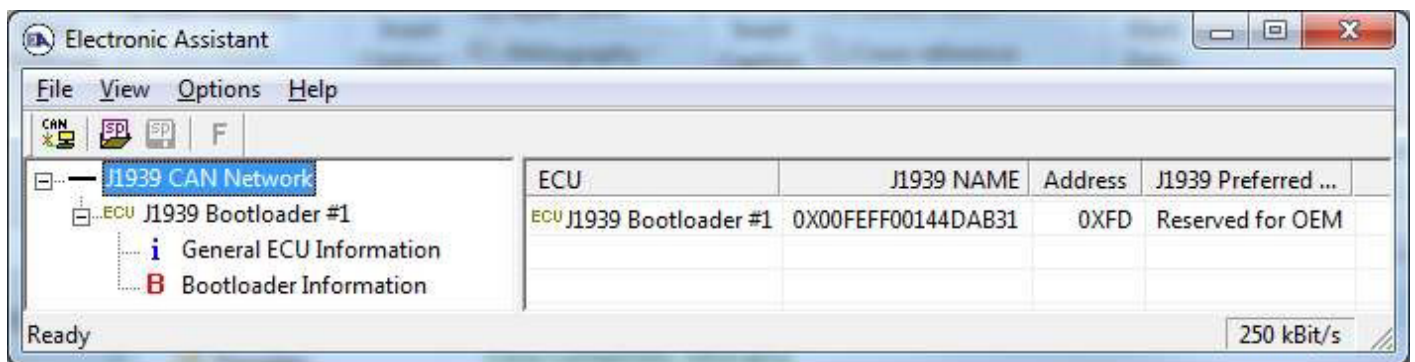 Electronic Assistant
File View Options Help
CAN SP SP F
J1939 CAN Network
ECU J1939 Bootloader #1
i General ECU Information
B Bootloader Information
ECU J1939 NAME Address J1939 Preferred ...
ECU J1939 Bootloader #1 0X00FEFF00144DAB31 0XFD Reserved for OEM
Ready 250 kBit/s